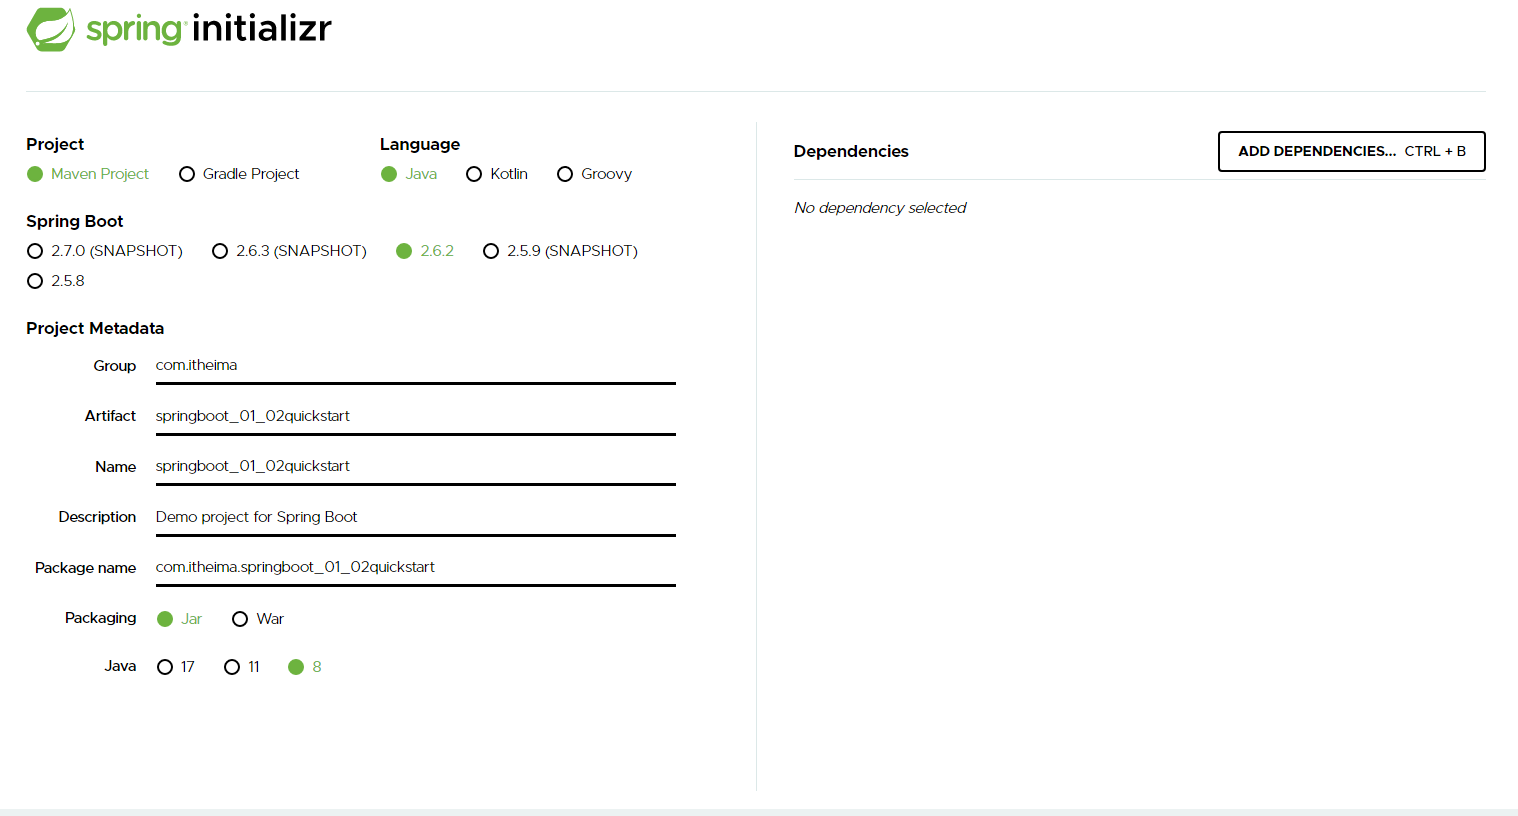 spring initializr
Project
Maven Project Gradle Project
Language
Java Kotlin Groovy
Spring Boot
2.7.0 (SNAPSHOT) 2.6.3 (SNAPSHOT) 2.6.2 2.5.9 (SNAPSHOT)
2.5.8
Project Metadata
Group com.itheima
Artifact springboot_01_02quickstart
Name springboot_01_02quickstart
Description Demo project for Spring Boot
Package name com.itheima.springboot_01_02quickstart
Packaging Jar War
Java 17 11 8
Dependencies ADD DEPENDENCIES... CTRL + B
No dependency selected